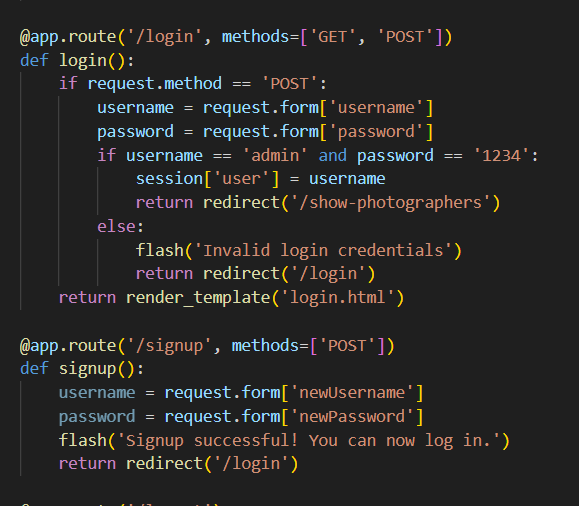 @app.route('/login', methods=['GET', 'POST'])
def login():
    if request.method == 'POST':
        username = request.form['username']
        password = request.form['password']
        if username == 'admin' and password == '1234':
            session['user'] = username
            return redirect('/show-photographers')
        else:
            flash('Invalid login credentials')
            return redirect('/login')
    return render_template('login.html')
@app.route('/signup', methods=['POST'])
def signup():
    username = request.form['newUsername']
    password = request.form['newPassword']
    flash('Signup successful! You can now log in.')
    return redirect('/login')